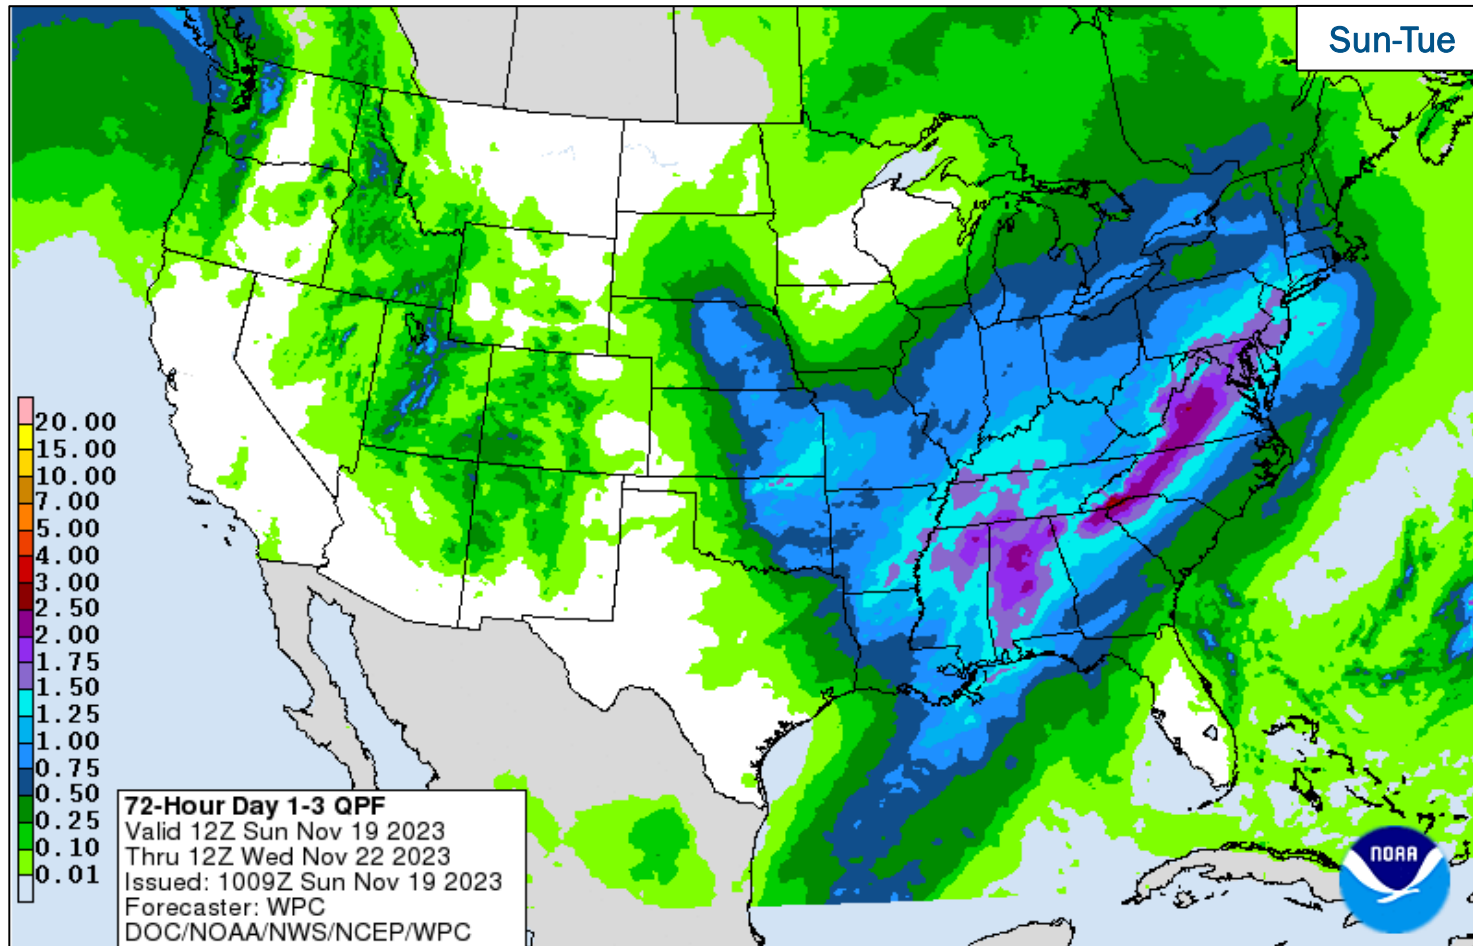 Sun-Tue
20.00
15.00
10.00
7.00
5.00
4.00
3.00
2.50
2.00
1.75
1.50
1.25
1.00
0.75
0.50
0.25
0.10
0.01
72-Hour Day 1-3 QPF
Valid 12Z Sun Nov 19 2023
Thru 12Z Wed Nov 22 2023
Issued: 1009Z Sun Nov 19 2023
Forecaster: WPC
DOC/NOAA/NWS/NCEP/WPC
NOAA